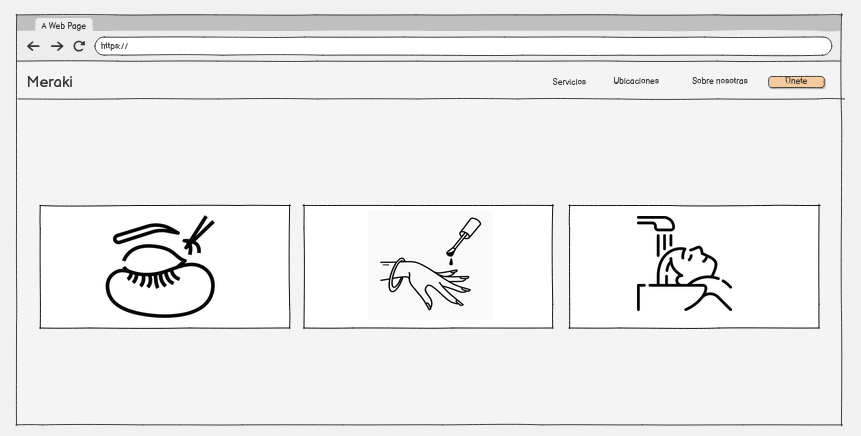 A Web Page
https://
Meraki
Servicios
Ubicaciones
Sobre nosotras
Únete